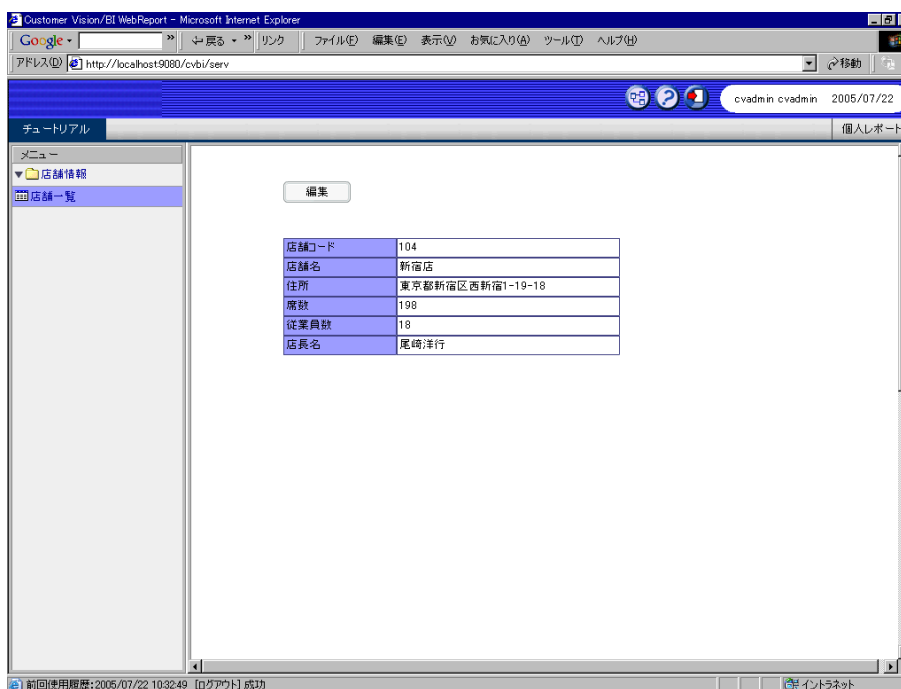 Customer Vision/BI WebReport - Microsoft Internet Explorer
Google » 戻る » リンク ファイル(F) 編集(E) 表示(V) お気に入り(A) ツール(T) ヘルプ(H)
アドレス(D) http://localhost:9080/cvbi/serv 移動
cvadmin cvadmin 2005/07/22
チュートリアル 個人レポート
メニュー
店舗情報
店舗一覧
編集
店舗コード 104
店舗名 新宿店
住所 東京都新宿区西新宿1-19-18
席数 198
従業員数 18
店長名 尾崎洋行
前回使用履歴:2005/07/22 10:32:49 [ログアウト] 成功 イントラネット